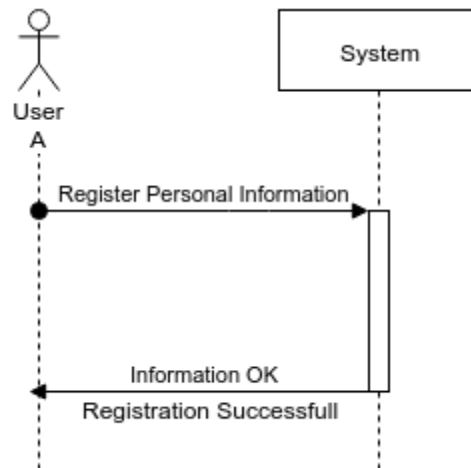 System
User
A
Register Personal Information
Information OK
Registration Successfull